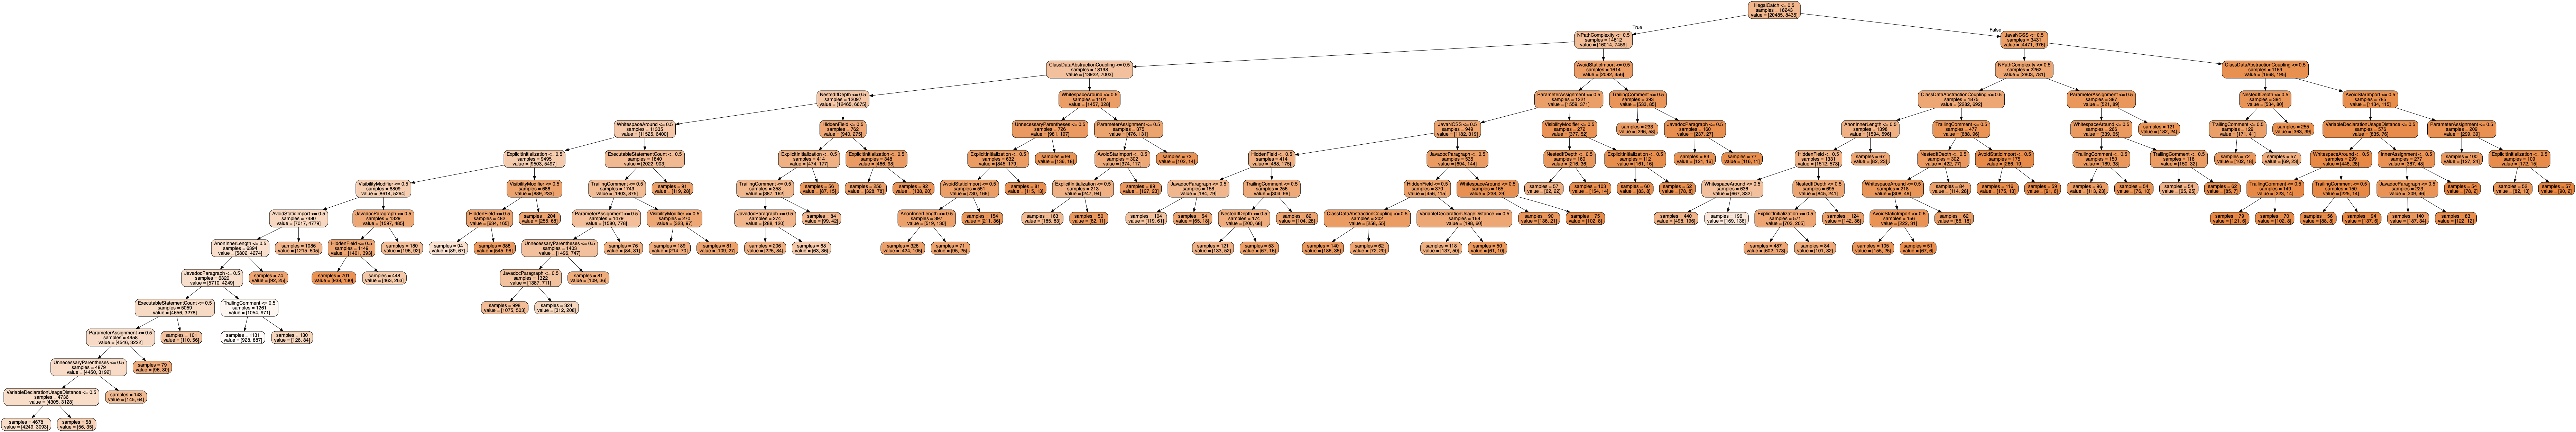 IllegalCatch <= 0.5
samples = 18243
value = [20485, 8435]
True
False
NPathComplexity <= 0.5
samples = 14812
value = [16014, 7459]
JavaNCSS <= 0.5
samples = 3431
value = [4471, 976]
ClassDataAbstractionCoupling <= 0.5
samples = 13198
value = [13922, 7003]
AvoidStaticImport <= 0.5
samples = 1614
value = [2092, 456]
NPathComplexity <= 0.5
samples = 2262
value = [2803, 781]
ClassDataAbstractionCoupling <= 0.5
samples = 1169
value = [1668, 195]
NestedIfDepth <= 0.5
samples = 12097
value = [12465, 6675]
WhitespaceAround <= 0.5
samples = 1101
value = [1457, 328]
ParameterAssignment <= 0.5
samples = 1221
value = [1559, 371]
TrailingComment <= 0.5
samples = 393
value = [533, 85]
ClassDataAbstractionCoupling <= 0.5
samples = 1875
value = [2282, 692]
ParameterAssignment <= 0.5
samples = 387
value = [521, 89]
NestedIfDepth <= 0.5
samples = 384
value = [534, 80]
AvoidStarImport <= 0.5
samples = 785
value = [1134, 115]
WhitespaceAround <= 0.5
samples = 11335
value = [11525, 6400]
HiddenField <= 0.5
samples = 762
value = [940, 275]
UnnecessaryParentheses <= 0.5
samples = 726
value = [981, 197]
ParameterAssignment <= 0.5
samples = 375
value = [476, 131]
JavaNCSS <= 0.5
samples = 949
value = [1182, 319]
VisibilityModifier <= 0.5
samples = 272
value = [377, 52]
samples = 233
value = [296, 58]
JavadocParagraph <= 0.5
samples = 160
value = [237, 27]
AnonInnerLength <= 0.5
samples = 1398
value = [1594, 596]
TrailingComment <= 0.5
samples = 477
value = [688, 96]
WhitespaceAround <= 0.5
samples = 266
value = [339, 65]
samples = 121
value = [182, 24]
TrailingComment <= 0.5
samples = 129
value = [171, 41]
samples = 255
value = [363, 39]
VariableDeclarationUsageDistance <= 0.5
samples = 576
value = [835, 76]
ParameterAssignment <= 0.5
samples = 209
value = [299, 39]
ExplicitInitialization <= 0.5
samples = 9495
value = [9503, 5497]
ExecutableStatementCount <= 0.5
samples = 1840
value = [2022, 903]
ExplicitInitialization <= 0.5
samples = 414
value = [474, 177]
ExplicitInitialization <= 0.5
samples = 348
value = [466, 98]
ExplicitInitialization <= 0.5
samples = 632
value = [845, 179]
samples = 94
value = [136, 18]
AvoidStarImport <= 0.5
samples = 302
value = [374, 117]
samples = 73
value = [102, 14]
HiddenField <= 0.5
samples = 414
value = [488, 175]
JavadocParagraph <= 0.5
samples = 535
value = [694, 144]
NestedIfDepth <= 0.5
samples = 160
value = [216, 36]
ExplicitInitialization <= 0.5
samples = 112
value = [161, 16]
samples = 83
value = [121, 16]
samples = 77
value = [116, 11]
HiddenField <= 0.5
samples = 1331
value = [1512, 573]
samples = 67
value = [82, 23]
NestedIfDepth <= 0.5
samples = 302
value = [422, 77]
AvoidStaticImport <= 0.5
samples = 175
value = [266, 19]
TrailingComment <= 0.5
samples = 150
value = [189, 33]
TrailingComment <= 0.5
samples = 116
value = [150, 32]
samples = 72
value = [102, 18]
samples = 57
value = [69, 23]
WhitespaceAround <= 0.5
samples = 299
value = [448, 28]
InnerAssignment <= 0.5
samples = 277
value = [387, 48]
samples = 100
value = [127, 24]
ExplicitInitialization <= 0.5
samples = 109
value = [172, 15]
VisibilityModifier <= 0.5
samples = 8809
value = [8614, 5264]
VisibilityModifier <= 0.5
samples = 686
value = [889, 233]
TrailingComment <= 0.5
samples = 1749
value = [1903, 875]
samples = 91
value = [119, 28]
TrailingComment <= 0.5
samples = 358
value = [387, 162]
samples = 56
value = [87, 15]
samples = 256
value = [328, 78]
samples = 92
value = [138, 20]
AvoidStaticImport <= 0.5
samples = 551
value = [730, 166]
samples = 81
value = [115, 13]
ExplicitInitialization <= 0.5
samples = 213
value = [247, 94]
samples = 89
value = [127, 23]
JavadocParagraph <= 0.5
samples = 158
value = [184, 79]
TrailingComment <= 0.5
samples = 256
value = [304, 96]
HiddenField <= 0.5
samples = 370
value = [456, 115]
WhitespaceAround <= 0.5
samples = 165
value = [238, 29]
samples = 57
value = [62, 22]
samples = 103
value = [154, 14]
samples = 60
value = [83, 8]
samples = 52
value = [78, 8]
WhitespaceAround <= 0.5
samples = 636
value = [667, 332]
NestedIfDepth <= 0.5
samples = 695
value = [845, 241]
WhitespaceAround <= 0.5
samples = 218
value = [308, 49]
samples = 84
value = [114, 28]
samples = 116
value = [175, 13]
samples = 59
value = [91, 6]
samples = 96
value = [113, 23]
samples = 54
value = [76, 10]
samples = 54
value = [65, 25]
samples = 62
value = [85, 7]
TrailingComment <= 0.5
samples = 149
value = [223, 14]
TrailingComment <= 0.5
samples = 150
value = [225, 14]
JavadocParagraph <= 0.5
samples = 223
value = [309, 46]
samples = 54
value = [78, 2]
samples = 52
value = [82, 13]
samples = 57
value = [90, 2]
AvoidStaticImport <= 0.5
samples = 7480
value = [7017, 4779]
JavadocParagraph <= 0.5
samples = 1329
value = [1597, 485]
HiddenField <= 0.5
samples = 482
value = [634, 165]
samples = 204
value = [255, 68]
ParameterAssignment <= 0.5
samples = 1479
value = [1580, 778]
VisibilityModifier <= 0.5
samples = 270
value = [323, 97]
JavadocParagraph <= 0.5
samples = 274
value = [288, 120]
samples = 84
value = [99, 42]
AnonInnerLength <= 0.5
samples = 397
value = [519, 130]
samples = 154
value = [211, 36]
samples = 163
value = [185, 83]
samples = 50
value = [62, 11]
samples = 104
value = [119, 61]
samples = 54
value = [65, 18]
NestedIfDepth <= 0.5
samples = 174
value = [200, 68]
samples = 82
value = [104, 28]
ClassDataAbstractionCoupling <= 0.5
samples = 202
value = [258, 55]
VariableDeclarationUsageDistance <= 0.5
samples = 168
value = [198, 60]
samples = 90
value = [136, 21]
samples = 75
value = [102, 8]
samples = 440
value = [498, 196]
samples = 196
value = [169, 136]
ExplicitInitialization <= 0.5
samples = 571
value = [703, 205]
samples = 124
value = [142, 36]
AvoidStaticImport <= 0.5
samples = 156
value = [222, 31]
samples = 62
value = [86, 18]
samples = 79
value = [121, 6]
samples = 70
value = [102, 8]
samples = 56
value = [88, 8]
samples = 94
value = [137, 6]
samples = 140
value = [187, 34]
samples = 83
value = [122, 12]
AnonInnerLength <= 0.5
samples = 6394
value = [5802, 4274]
samples = 1086
value = [1215, 505]
HiddenField <= 0.5
samples = 1149
value = [1401, 393]
samples = 180
value = [196, 92]
samples = 94
value = [89, 67]
samples = 388
value = [545, 98]
UnnecessaryParentheses <= 0.5
samples = 1403
value = [1496, 747]
samples = 76
value = [84, 31]
samples = 189
value = [214, 70]
samples = 81
value = [109, 27]
samples = 206
value = [225, 84]
samples = 68
value = [63, 36]
samples = 326
value = [424, 105]
samples = 71
value = [95, 25]
samples = 121
value = [133, 52]
samples = 53
value = [67, 16]
samples = 140
value = [186, 35]
samples = 62
value = [72, 20]
samples = 118
value = [137, 50]
samples = 50
value = [61, 10]
samples = 487
value = [602, 173]
samples = 84
value = [101, 32]
samples = 105
value = [155, 25]
samples = 51
value = [67, 6]
JavadocParagraph <= 0.5
samples = 6320
value = [5710, 4249]
samples = 74
value = [92, 25]
samples = 701
value = [938, 130]
samples = 448
value = [463, 263]
JavadocParagraph <= 0.5
samples = 1322
value = [1387, 711]
samples = 81
value = [109, 36]
ExecutableStatementCount <= 0.5
samples = 5059
value = [4656, 3278]
TrailingComment <= 0.5
samples = 1261
value = [1054, 971]
samples = 998
value = [1075, 503]
samples = 324
value = [312, 208]
ParameterAssignment <= 0.5
samples = 4958
value = [4546, 3222]
samples = 101
value = [110, 56]
samples = 1131
value = [928, 887]
samples = 130
value = [126, 84]
UnnecessaryParentheses <= 0.5
samples = 4879
value = [4450, 3192]
samples = 79
value = [96, 30]
VariableDeclarationUsageDistance <= 0.5
samples = 4736
value = [4305, 3128]
samples = 143
value = [145, 64]
samples = 4678
value = [4249, 3093]
samples = 58
value = [56, 35]